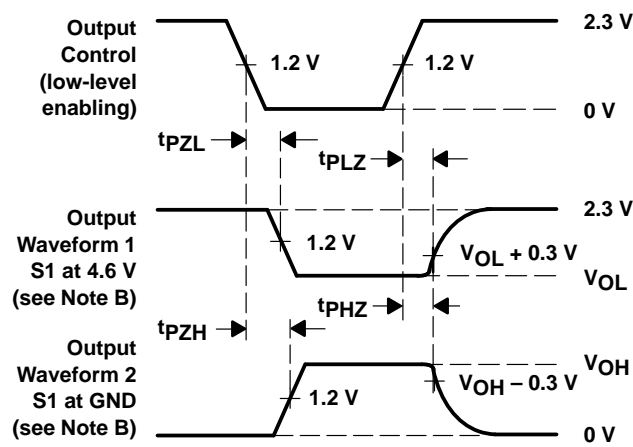 Output
Control
(low-level
enabling)
2.3 V
1.2 V
1.2 V
0 V
tPZL
tPLZ
Output
Waveform 1
S1 at 4.6 V
(see Note B)
2.3 V
1.2 V
VOL + 0.3 V
VOL
tPHZ
tPZH
Output
Waveform 2
S1 at GND
(see Note B)
VOH
VOH − 0.3 V
1.2 V
0 V